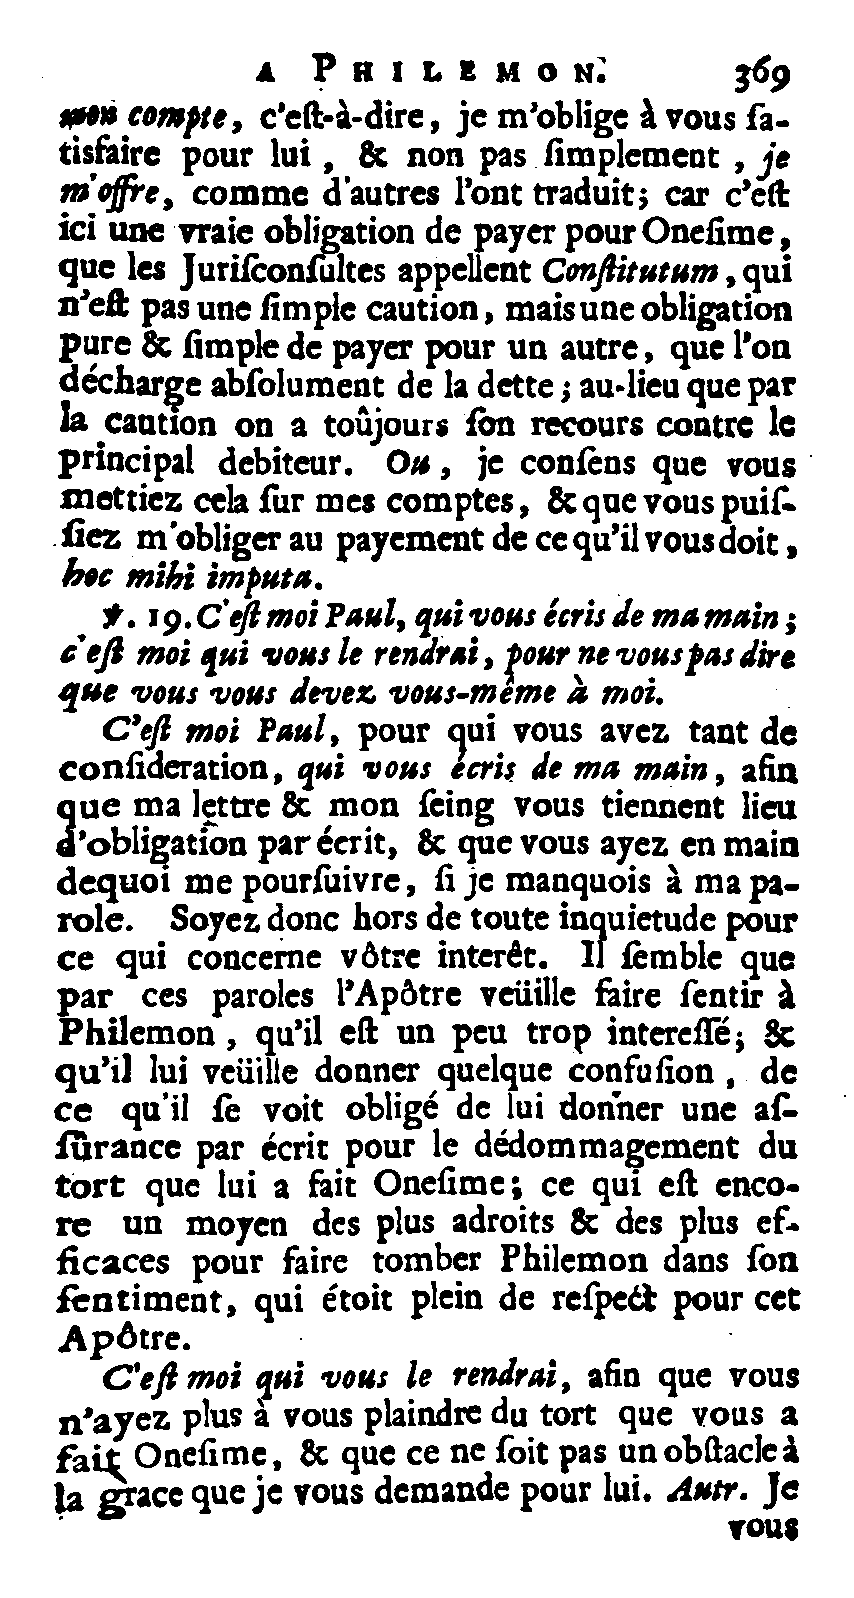 A PHILEMON. 369
mon compte, c'eſt-à-dire, je m'oblige à vous ſa-
tisfaire pour lui, & non pas ſimplement, je
m'offre, comme d'autres l'ont traduit; car c'eſt
ici une vraie obligation de payer pour Oneſime,
que les Juriſconſultes appellent Conſtitutum, qui
n'eſt pas une ſimple caution, mais une obligation
pure & ſimple de payer pour un autre, que l'on
décharge abſolument de la dette; au-lieu que par
la caution on a toûjours ſon recours contre le
principal debiteur. Ou, je conſens que vous
mettiez cela ſur mes comptes, & que vous puiſ-
ſiez m'obliger au payement de ce qu'il vous doit,
hoc mihi imputa.
℣. 19. C'eſt moi Paul, qui vous écris de ma main;
c'eſt moi qui vous le rendrai, pour ne vous pas dire
que vous vous devez vous-même à moi.
C'eſt moi Paul, pour qui vous avez tant de
conſideration, qui vous écris de ma main, afin
que ma lettre & mon ſeing vous tiennent lieu
d'obligation par écrit, & que vous ayez en main
dequoi me pourſuivre, ſi je manquois à ma pa-
role. Soyez donc hors de toute inquietude pour
ce qui concerne vôtre interêt. Il ſemble que
par ces paroles l'Apôtre veüille faire ſentir à
Philemon, qu'il eſt un peu trop intereſſé; &
qu'il lui veüille donner quelque confuſion, de
ce qu'il ſe voit obligé de lui donner une aſ-
ſûrance par écrit pour le dédommagement du
tort que lui a fait Oneſime; ce qui eſt enco-
re un moyen des plus adroits & des plus ef-
ficaces pour faire tomber Philemon dans ſon
ſentiment, qui étoit plein de reſpect pour cet
Apôtre.
C'eſt moi qui vous le rendrai, afin que vous
n'ayez plus à vous plaindre du tort que vous a
fait Oneſime, & que ce ne ſoit pas un obſtacle à
la grace que je vous demande pour lui. Autr. Je
vous